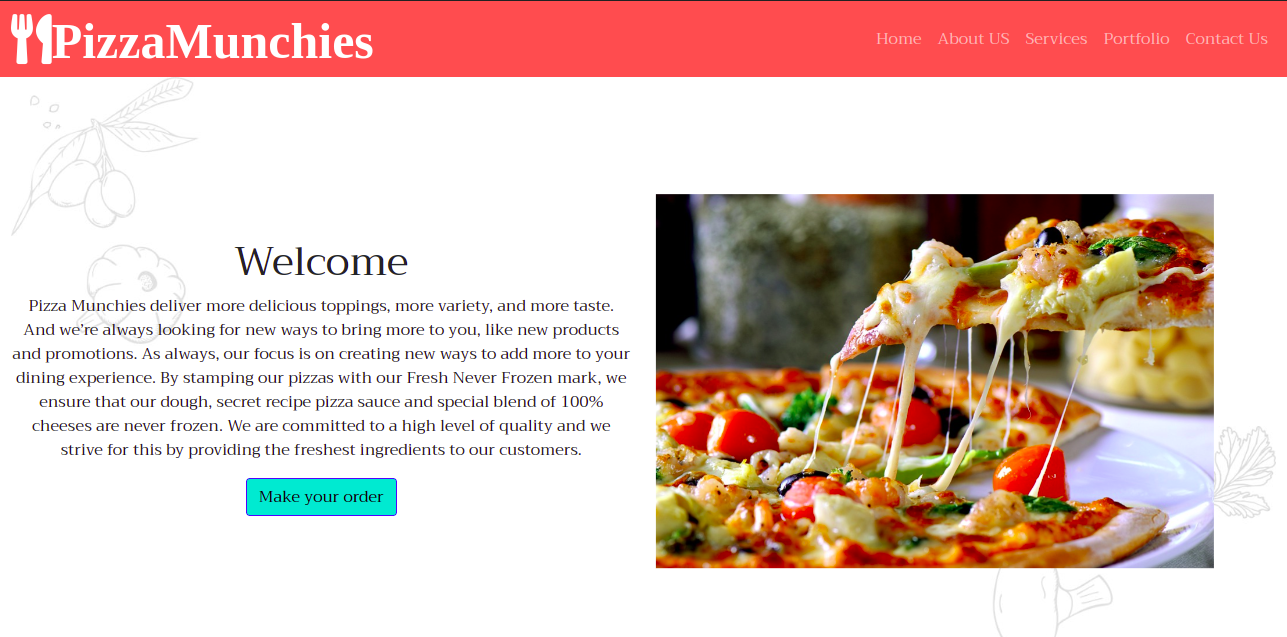 PizzaMunchies
Home About US Services Portfolio Contact Us
Welcome
Pizza Munchies deliver more delicious toppings, more variety, and more taste.
And we're always looking for new ways to bring more to you, like new products
and promotions. As always, our focus is on creating new ways to add more to your
dining experience. By stamping our pizzas with our Fresh Never Frozen mark, we
ensure that our dough, secret recipe pizza sauce and special blend of 100%
cheeses are never frozen. We are committed to a high level of quality and we
strive for this by providing the freshest ingredients to our customers.
Make your order